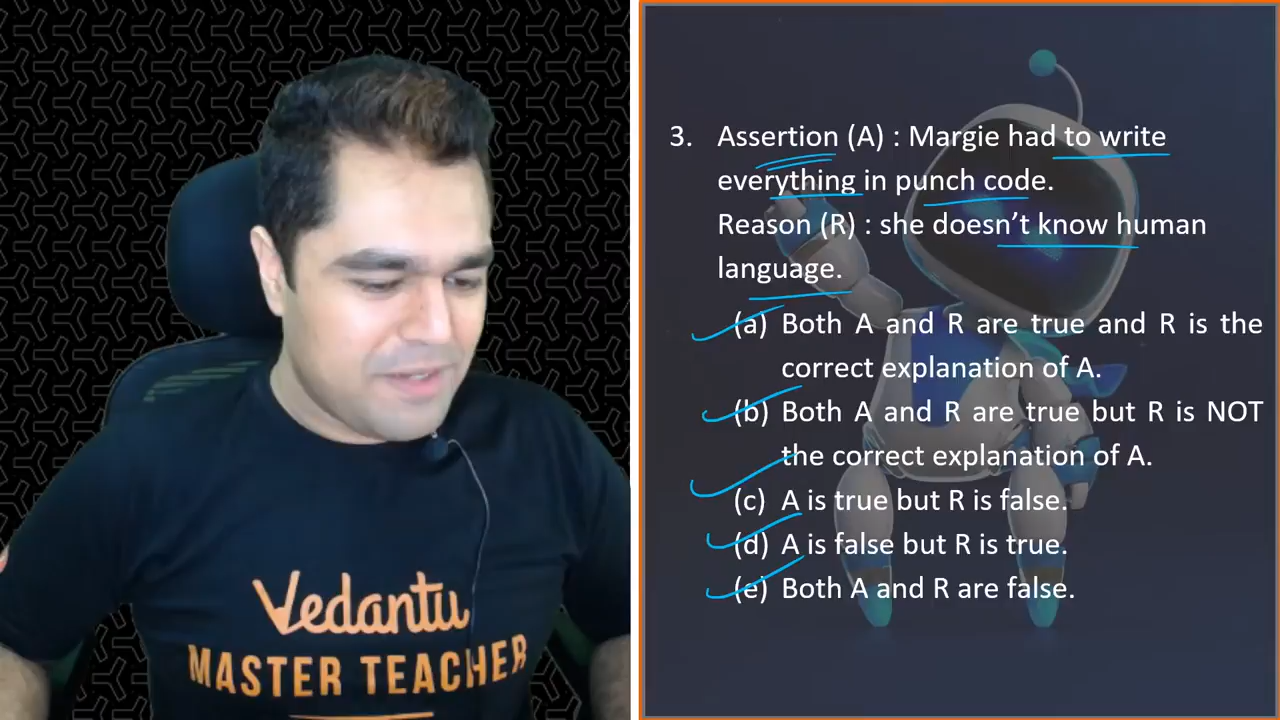 Vedantu
MASTER TEACHER
3. Assertion (A) : Margie had to write
everything in punch code.
Reason (R) : she doesn't know human
language.
(a) Both A and R are true and R is the
correct explanation of A.
(b) Both A and R are true but R is NOT
the correct explanation of A.
(c) A is true but R is false.
(d) A is false but R is true.
(e) Both A and R are false.